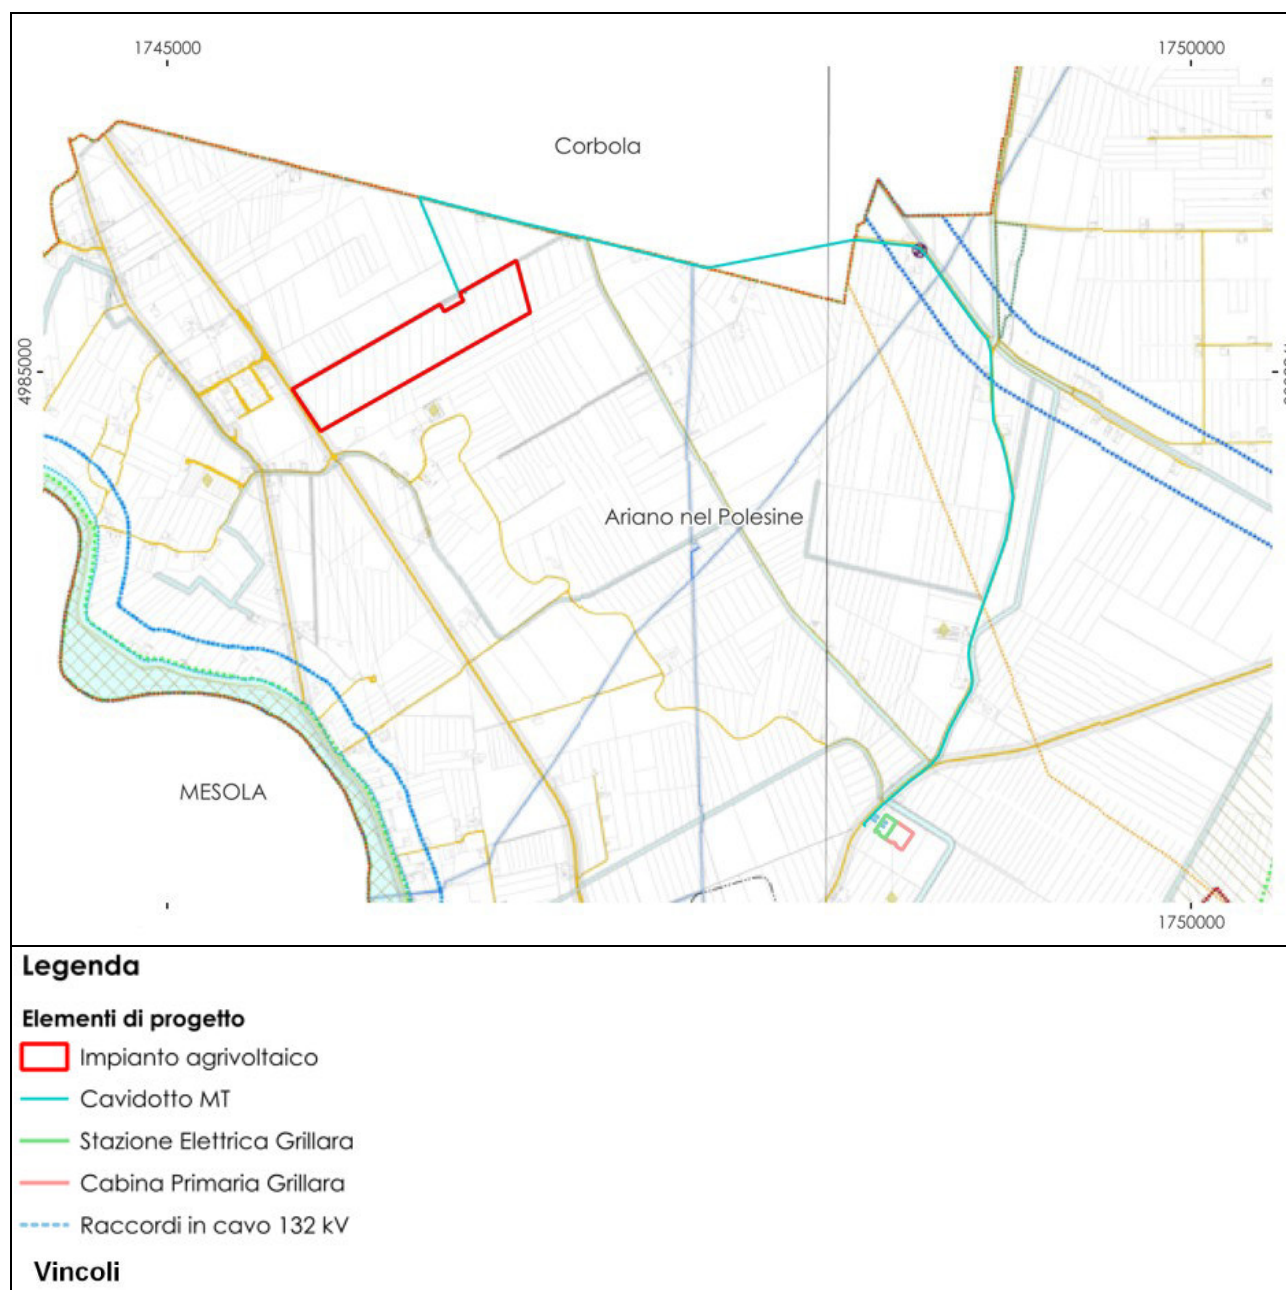 1745000
1750000
Corbola
4985000
Ariano nel Polesine
MESOLA
1750000
Legenda
Elementi di progetto
Impianto agrivoltaico
Cavidotto MT
Stazione Elettrica Grillara
Cabina Primaria Grillara
Raccordi in cavo 132 kV
Vincoli